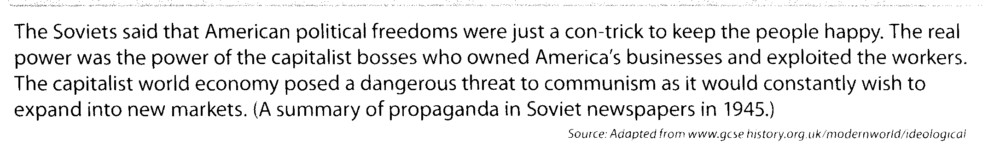 The Soviets said that American political freedoms were just a con-trick to keep the people happy. The real
power was the power of the capitalist bosses who owned America's businesses and exploited the workers.
The capitalist world economy posed a dangerous threat to communism as it would constantly wish to
expand into new markets. (A summary of propaganda in Soviet newspapers in 1945.)
Source: Adapted from www.gcse history.org.uk/modernworld/ideological